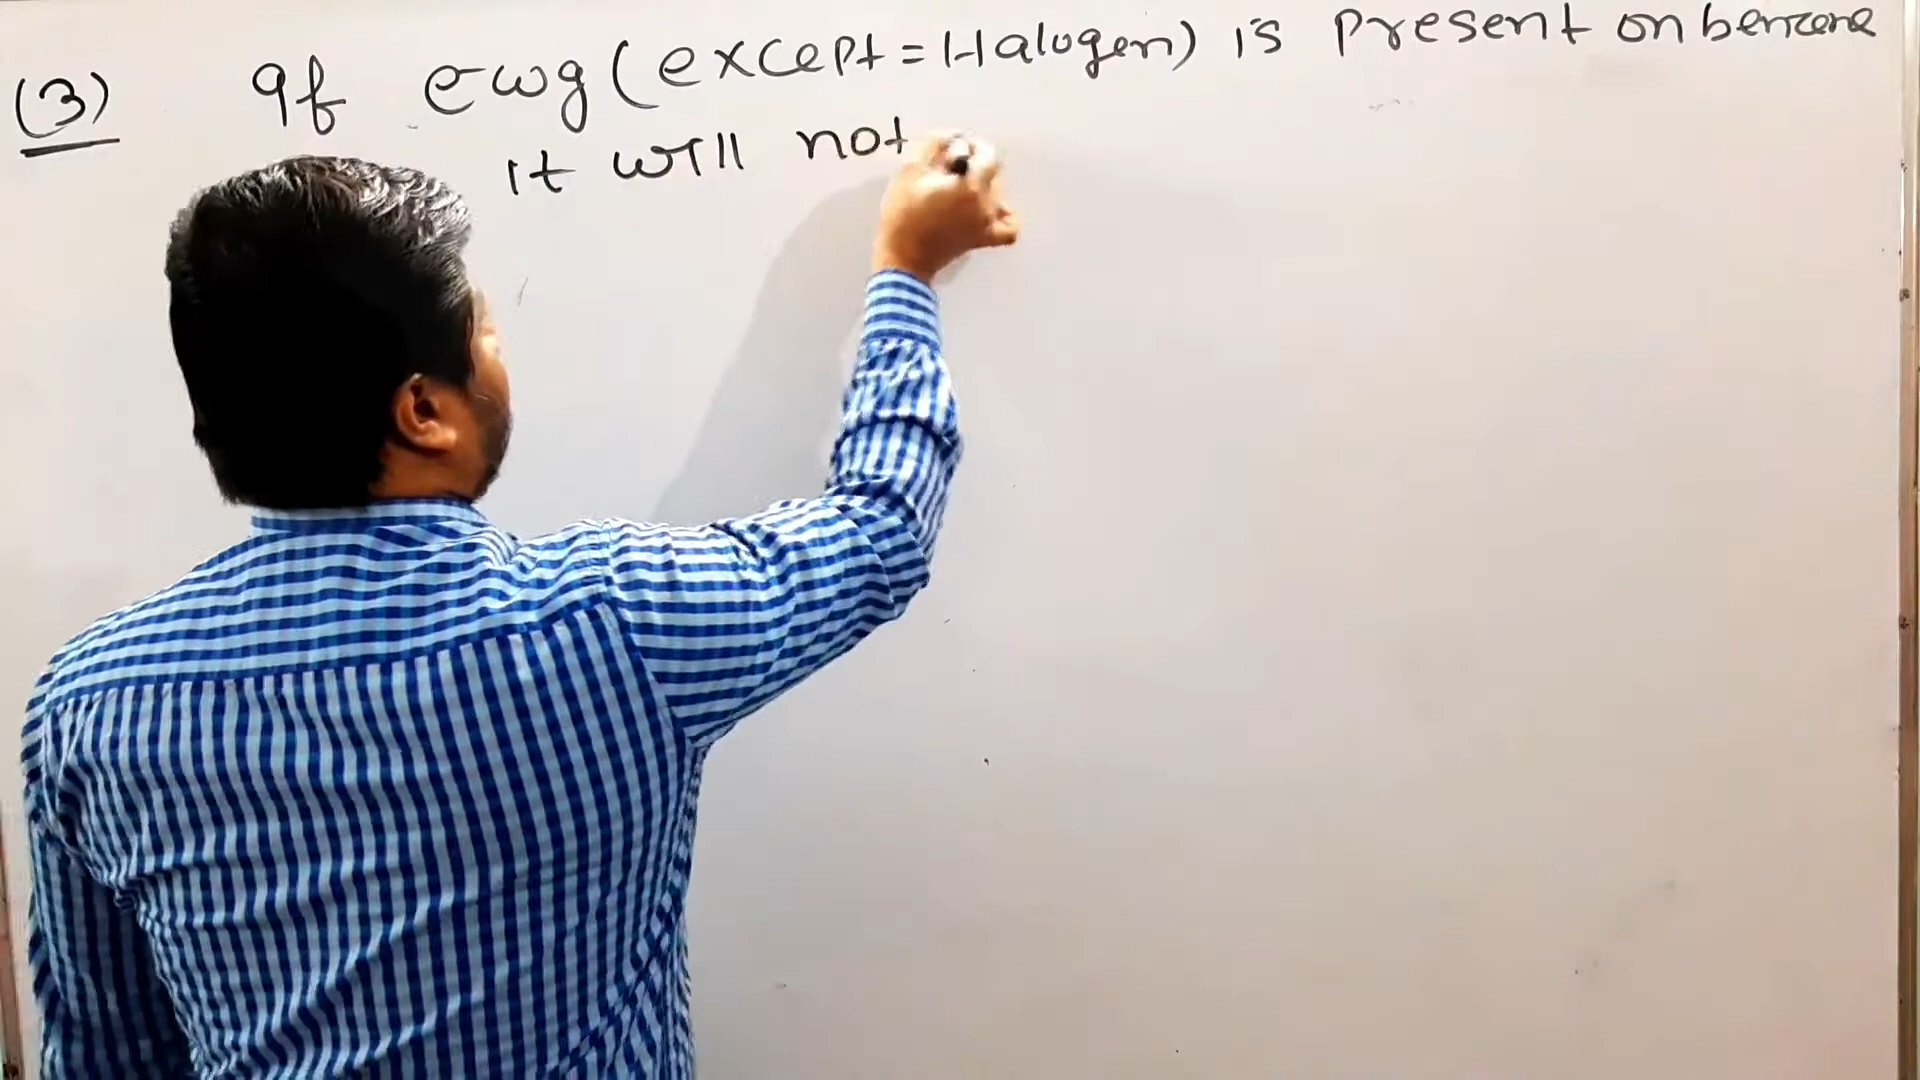 (3) If ewg (except = Halogen) is present on benzene
it will not